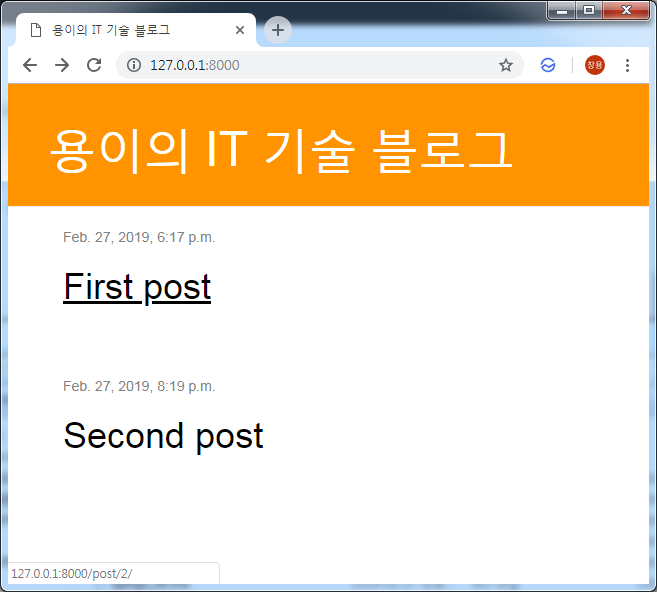 용이의 IT 기술 블로그
127.0.0.1:8000
창용
용이의 IT 기술 블로그
Feb. 27, 2019, 6:17 p.m.
First post
Feb. 27, 2019, 8:19 p.m.
Second post
127.0.0.1:8000/post/2/